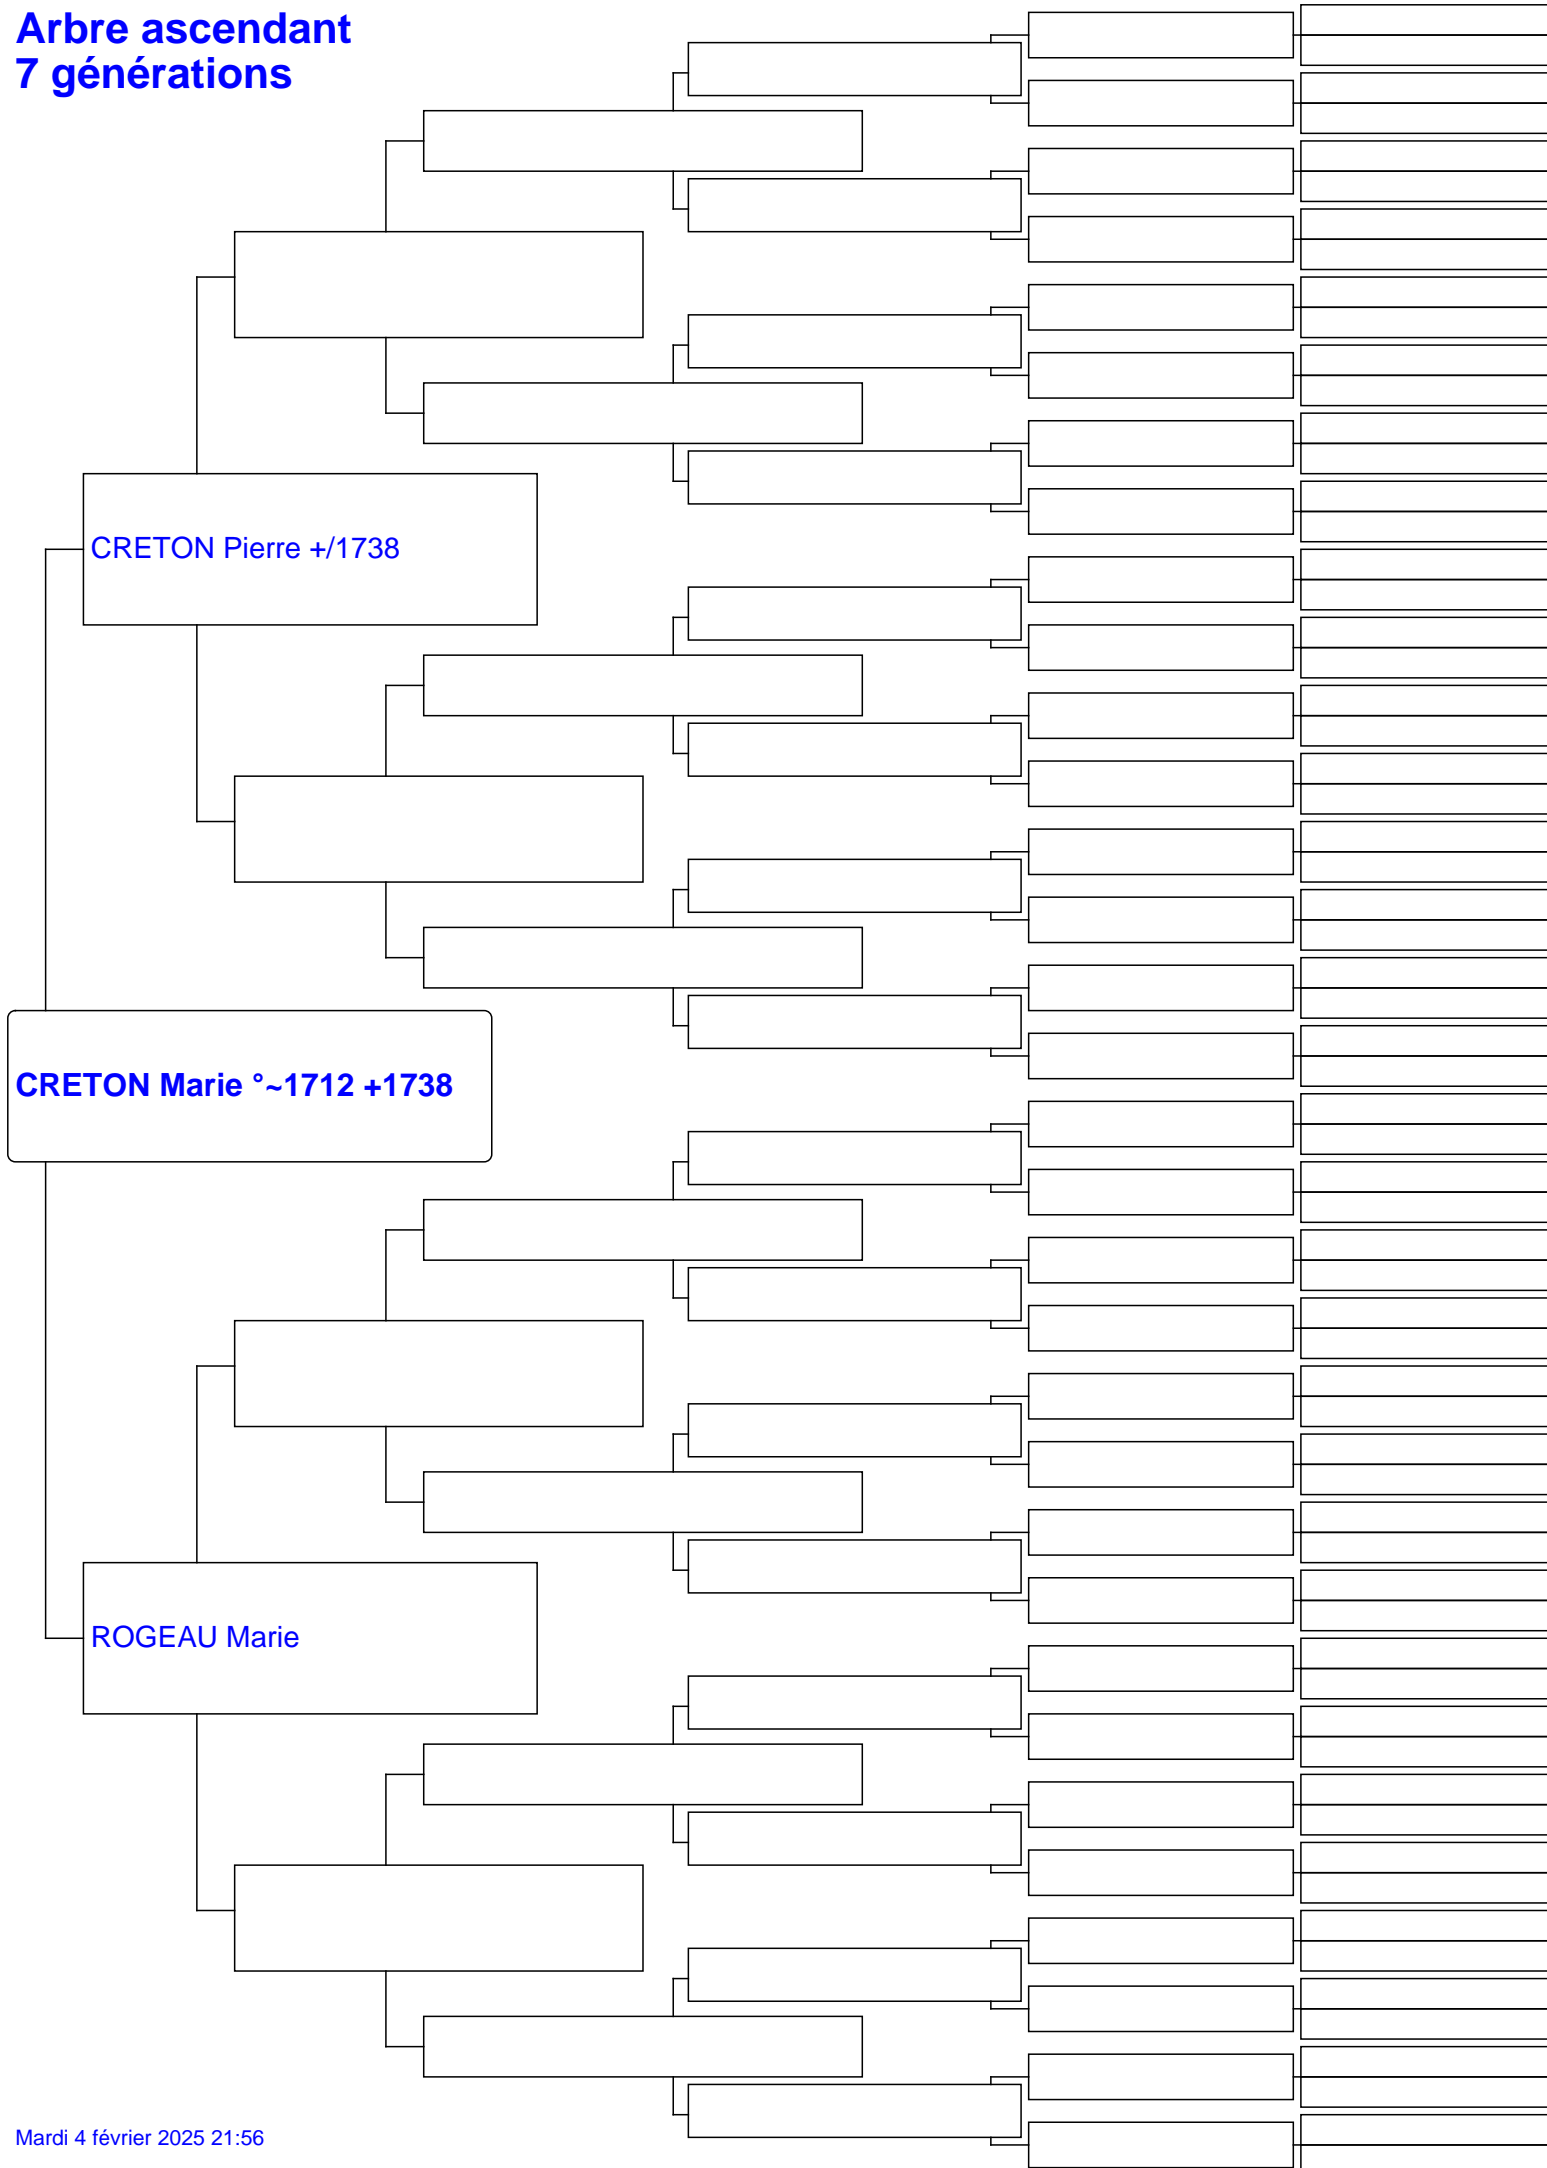 Arbre ascendant
7 générations
CRETON Pierre +/1738
CRETON Marie °~1712 +1738
ROGEAU Marie
Mardi 4 février 2025 21:56